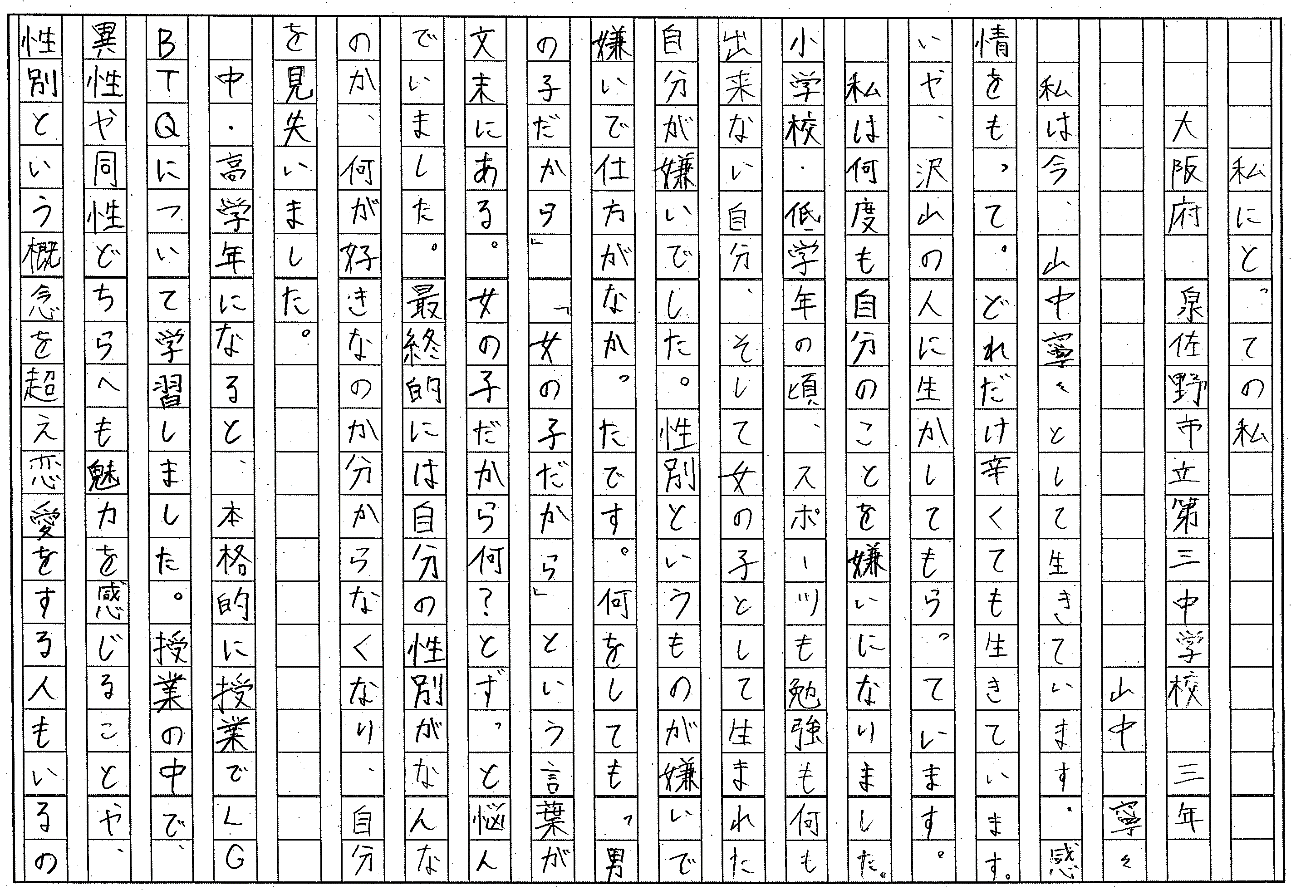 私にとっての私
大阪府　泉佐野市立第三中学校　三年
山中　寧々
私は今、山中寧々として生きています。感
情をもって。どれだけ辛くても生きています。
いや、沢山の人に生かしてもらっています。
私は何度も自分のことを嫌いになりました。
小学校・低学年の頃、スポーツも勉強も何も
出来ない自分、そして女の子として生まれた
自分が嫌いでした。性別というものが嫌いで
嫌いで仕方がなかったです。何をしても「男
の子だから」「女の子だから」という言葉が
文末にある。女の子だから何？とずっと悩ん
でいました。最終的には自分の性別がなんな
のか、何が好きなのか分からなくなり、自分
を見失いました。
中・高学年になると、本格的に授業でLG
BTQについて学習しました。授業の中で、
異性や同性どちらへも魅力を感じることや、
性別という概念を超え恋愛をする人もいるの